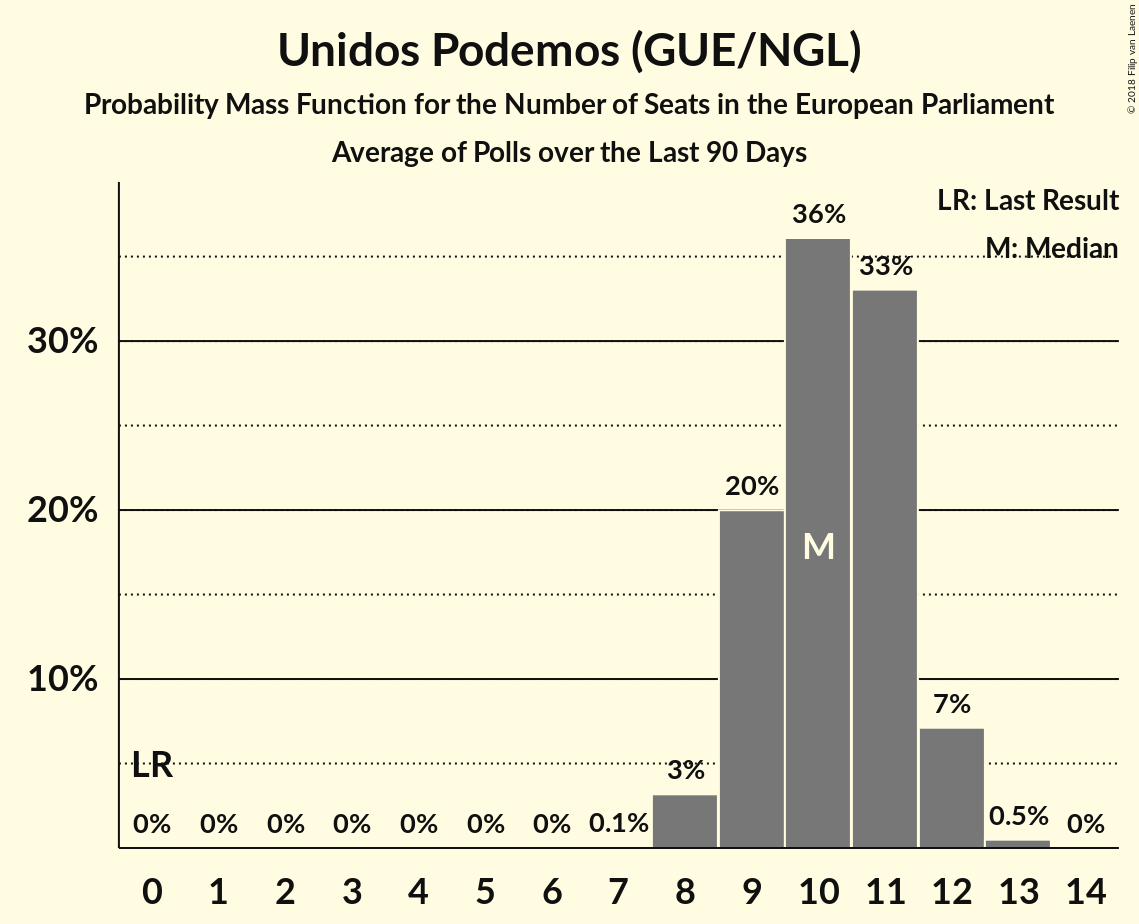 Unidos Podemos (GUE/NGL)
Probability Mass Function for the Number of Seats in the European Parliament
Average of Polls over the Last 90 Days
© 2018 Filip van Laenen
LR: Last Result
M: Median
36%
33%
30%
20%
20%
M
10%
7%
LR
3%
0% 0% 0% 0% 0% 0% 0% 0.1% 0.5% 0%
0 1 2 3 4 5 6 7 8 9 10 11 12 13 14